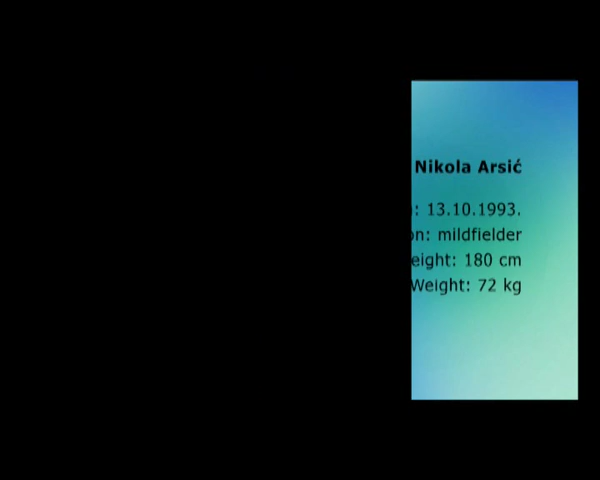 Nikola Arsić
: 13.10.1993.
on: mildfielder
eight: 180 cm
Weight: 72 kg